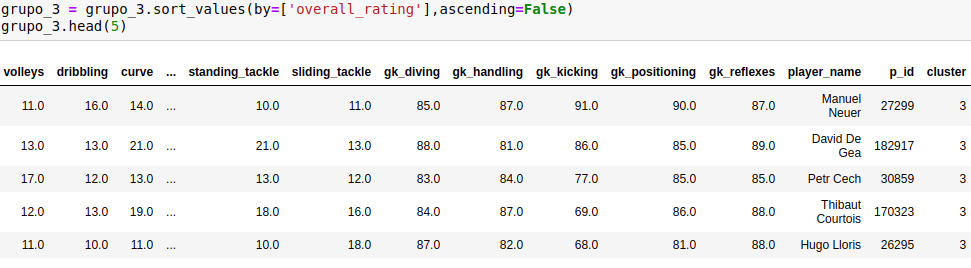 grupo_3 = grupo_3.sort_values(by=['overall_rating'],ascending=False)
grupo_3.head(5)
volleys dribbling curve ... standing_tackle sliding_tackle gk_diving gk_handling gk_kicking gk_positioning gk_reflexes player_name p_id cluster
11.0 16.0 14.0 ... 10.0 11.0 85.0 87.0 91.0 90.0 87.0 Manuel Neuer 27299 3
13.0 13.0 21.0 ... 21.0 13.0 88.0 81.0 86.0 85.0 89.0 David De Gea 182917 3
17.0 12.0 13.0 ... 13.0 12.0 83.0 84.0 77.0 85.0 85.0 Petr Cech 30859 3
12.0 13.0 19.0 ... 18.0 16.0 84.0 87.0 69.0 86.0 88.0 Thibaut Courtois 170323 3
11.0 10.0 11.0 ... 10.0 18.0 87.0 82.0 68.0 81.0 88.0 Hugo Lloris 26295 3